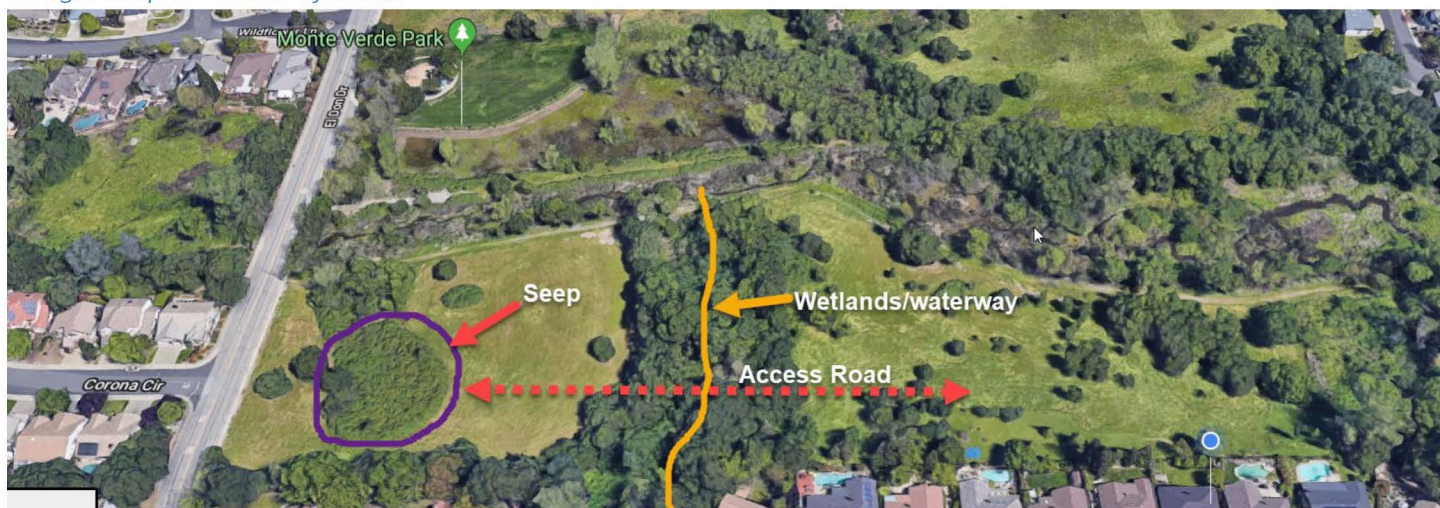 Monte Verde Park
El Don Dr
Seep
Wetlands/waterway
Access Road
Corona Cir